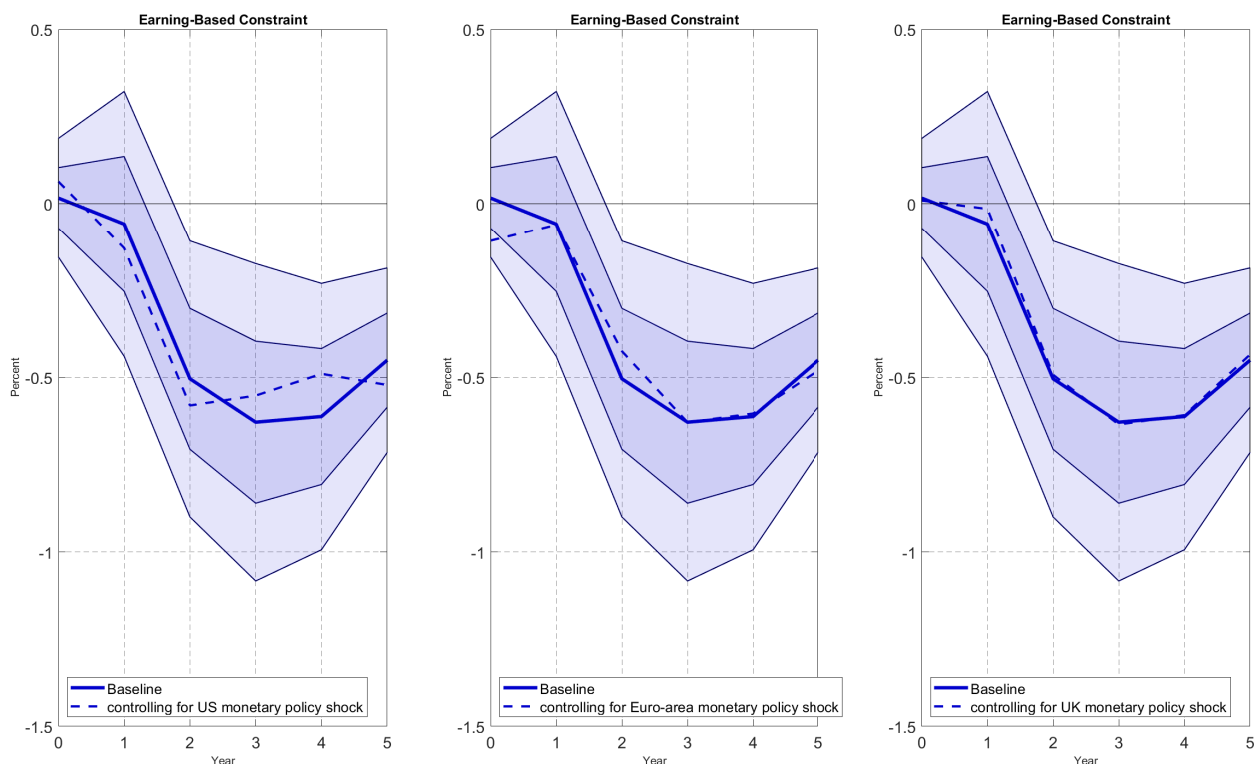 Earning-Based Constraint
0.5
0
-0.5
-1
-1.5
Percent
Baseline
controlling for US monetary policy shock
0 1 2 3 4 5
Year
Earning-Based Constraint
0.5
0
-0.5
-1
-1.5
Percent
Baseline
controlling for Euro-area monetary policy shock
0 1 2 3 4 5
Year
Earning-Based Constraint
0.5
0
-0.5
-1
-1.5
Percent
Baseline
controlling for UK monetary policy shock
0 1 2 3 4 5
Year